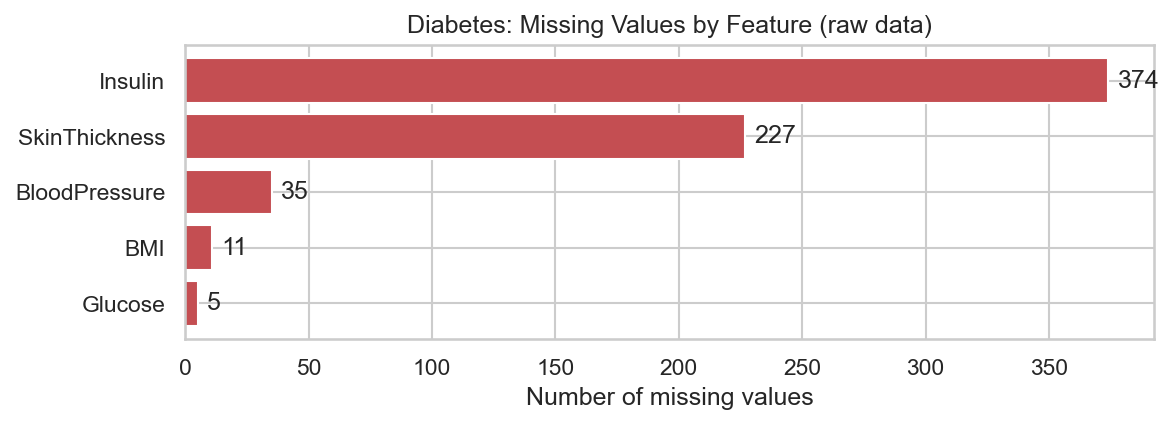 Diabetes: Missing Values by Feature (raw data)
Insulin 374
SkinThickness 227
BloodPressure 35
BMI 11
Glucose 5
0 50 100 150 200 250 300 350
Number of missing values